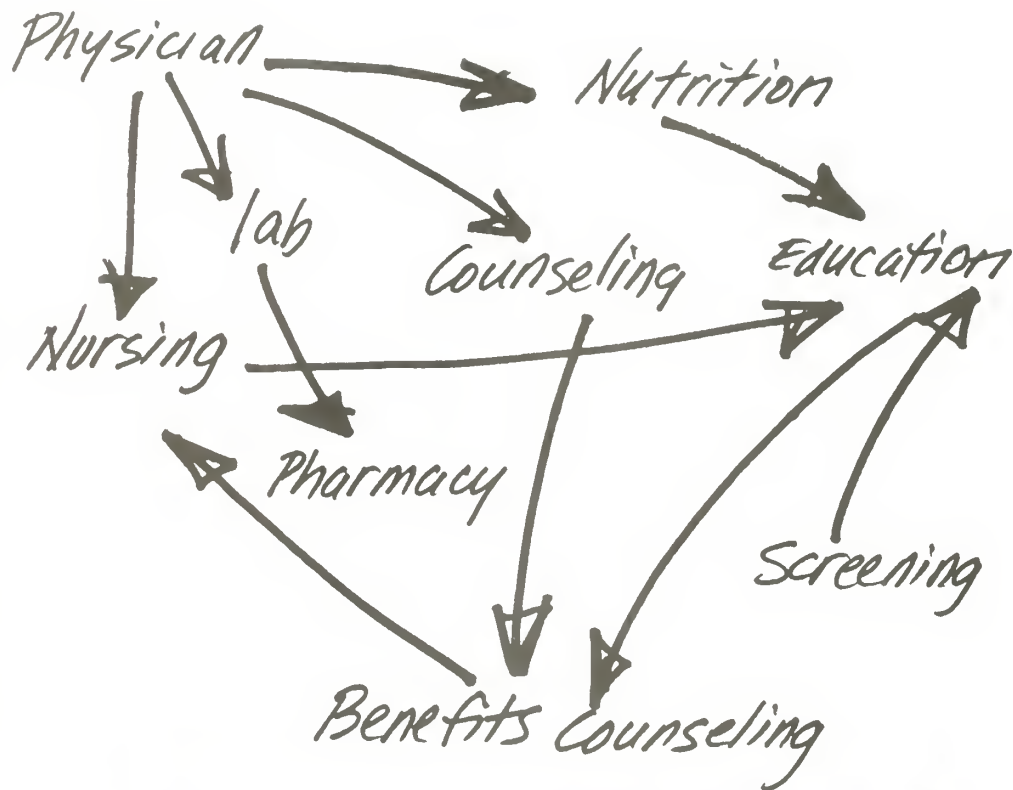 Physician
Nutrition
lab
Counseling
Education
Nursing
Pharmacy
Screening
Benefits Counseling